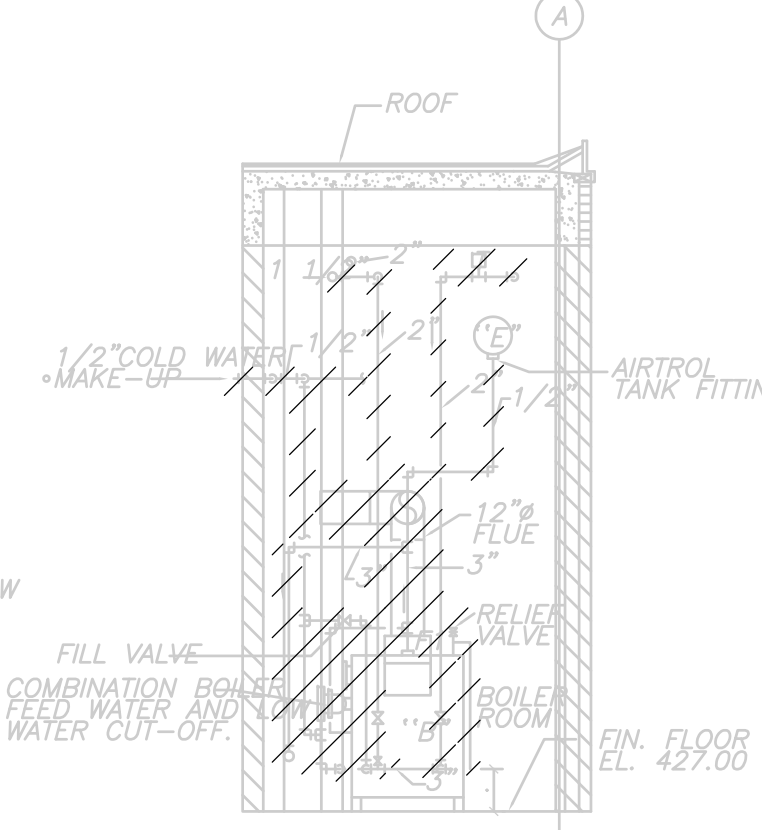 A
ROOF
1 1/2" 2"
"E"
1/2" 2"
1/2"COLD WATER
MAKE-UP
AIRTROL
TANK FITTIN
2"
1/2"
12"ø
FLUE
3"
3"
W
RELIEF
VALVE
FILL VALVE
COMBINATION BOILER
FEED WATER AND LOW
WATER CUT-OFF.
BOILER
ROOM
"B"
FIN. FLOOR
EL. 427.00
3"